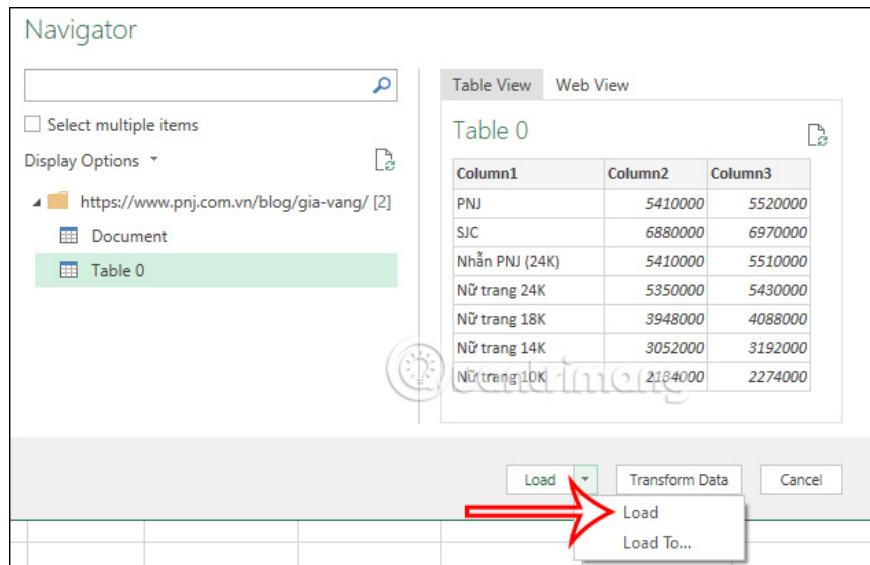 Navigator
Select multiple items
Display Options
https://www.pnj.com.vn/blog/gia-vang/ [2]
Document
Table 0
Table View Web View
Table 0
Column1 Column2 Column3
PNJ 5410000 5520000
SJC 6880000 6970000
Nhẫn PNJ (24K) 5410000 5510000
Nữ trang 24K 5350000 5430000
Nữ trang 18K 3948000 4088000
Nữ trang 14K 3052000 3192000
Nữ trang 10K 2134000 2274000
quantrimang
Load Transform Data Cancel
Load
Load To...